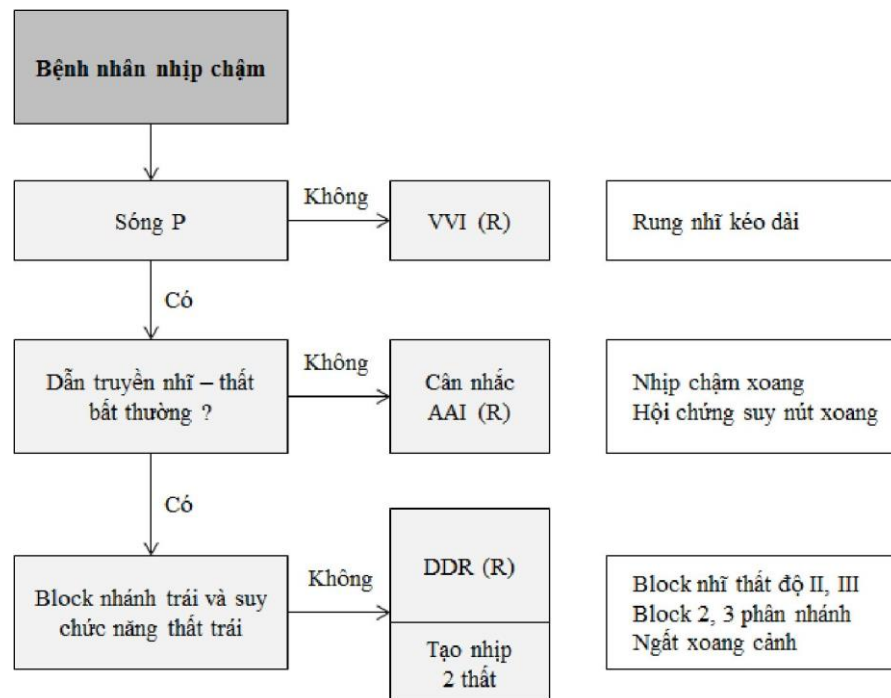 Bệnh nhân nhịp chậm
Sóng P
Không
VVI (R)
Rung nhĩ kéo dài
Có
Dẫn truyền nhĩ – thất
bất thường ?
Không
Cân nhắc
AAI (R)
Nhịp chậm xoang
Hội chứng suy nút xoang
Có
Block nhánh trái và suy
chức năng thất trái
Không
DDR (R)
Tạo nhịp
2 thất
Block nhĩ thất độ II, III
Block 2, 3 phân nhánh
Ngất xoang cảnh